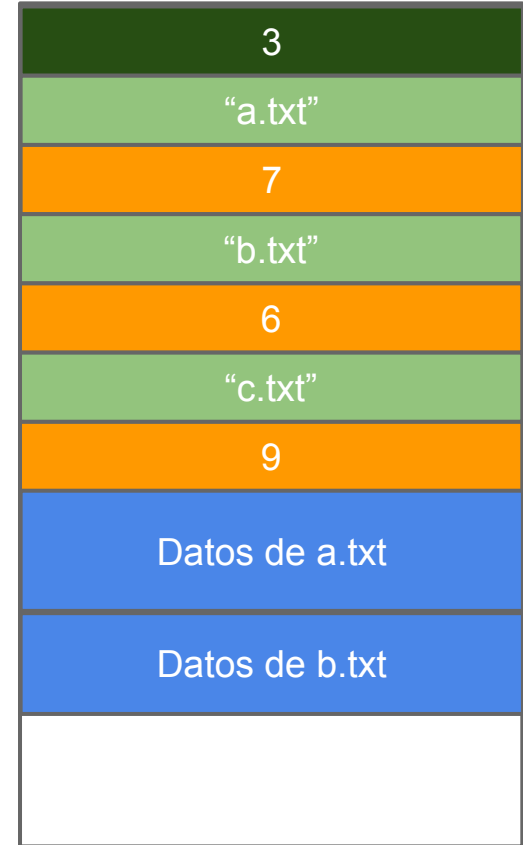 3
“a.txt”
7
“b.txt”
6
“c.txt”
9
Datos de a.txt
Datos de b.txt